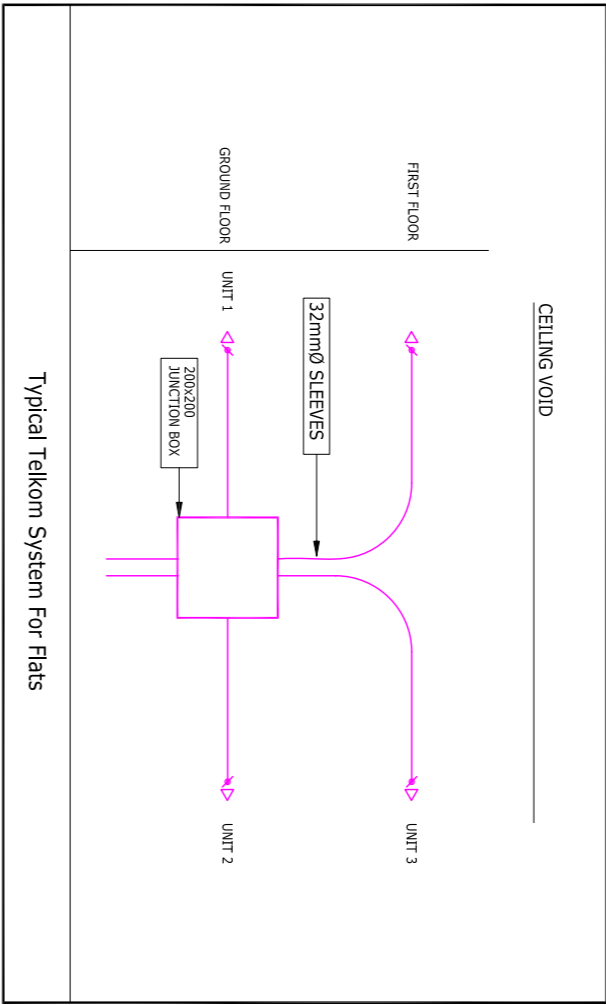 CEILING VOID
FIRST FLOOR
UNIT 3
32mmØ SLEEVES
GROUND FLOOR
UNIT 1
UNIT 2
200x200
JUNCTION BOX
Typical Telkom System For Flats